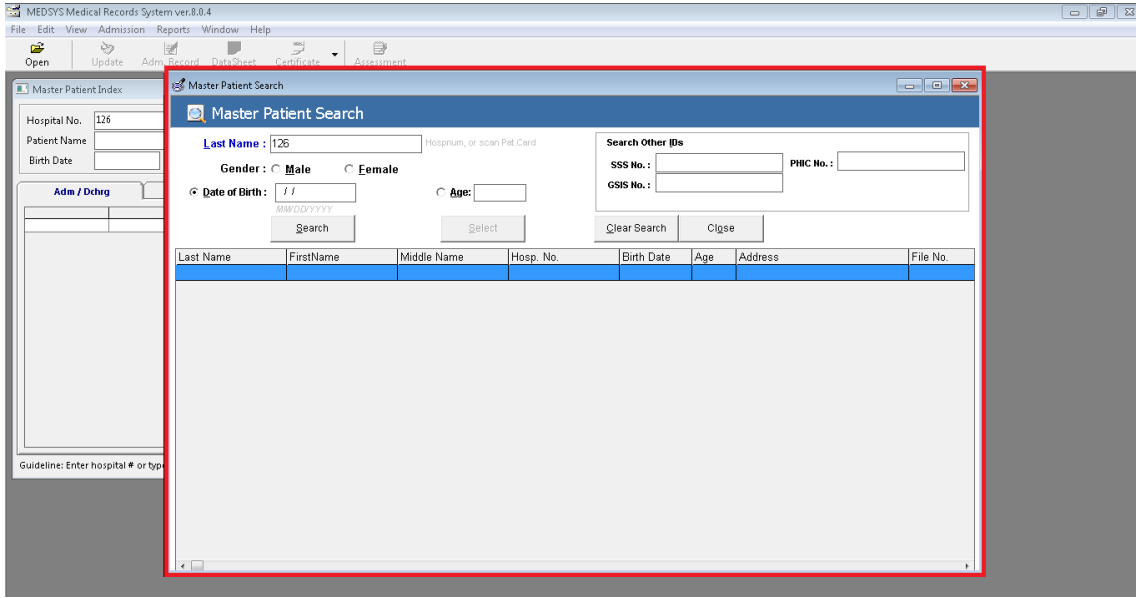 MEDSYS Medical Records System ver.8.0.4
File Edit View Admission Reports Window Help
Open Update Adm. Record DataSheet Certificate Assessment
Master Patient Index
Hospital No. 126
Patient Name
Birth Date
Adm / Dchrg
Guideline: Enter hospital # or type
Master Patient Search
Master Patient Search
Last Name : 126 Hospnum, or scan Pat.Card
Gender : Male Female
Date of Birth : / / Age:
MM/DD/YYYY
Search Other IDs
SSS No. : PHIC No. :
GSIS No. :
Search Select Clear Search Close
Last Name FirstName Middle Name Hosp. No. Birth Date Age Address File No.